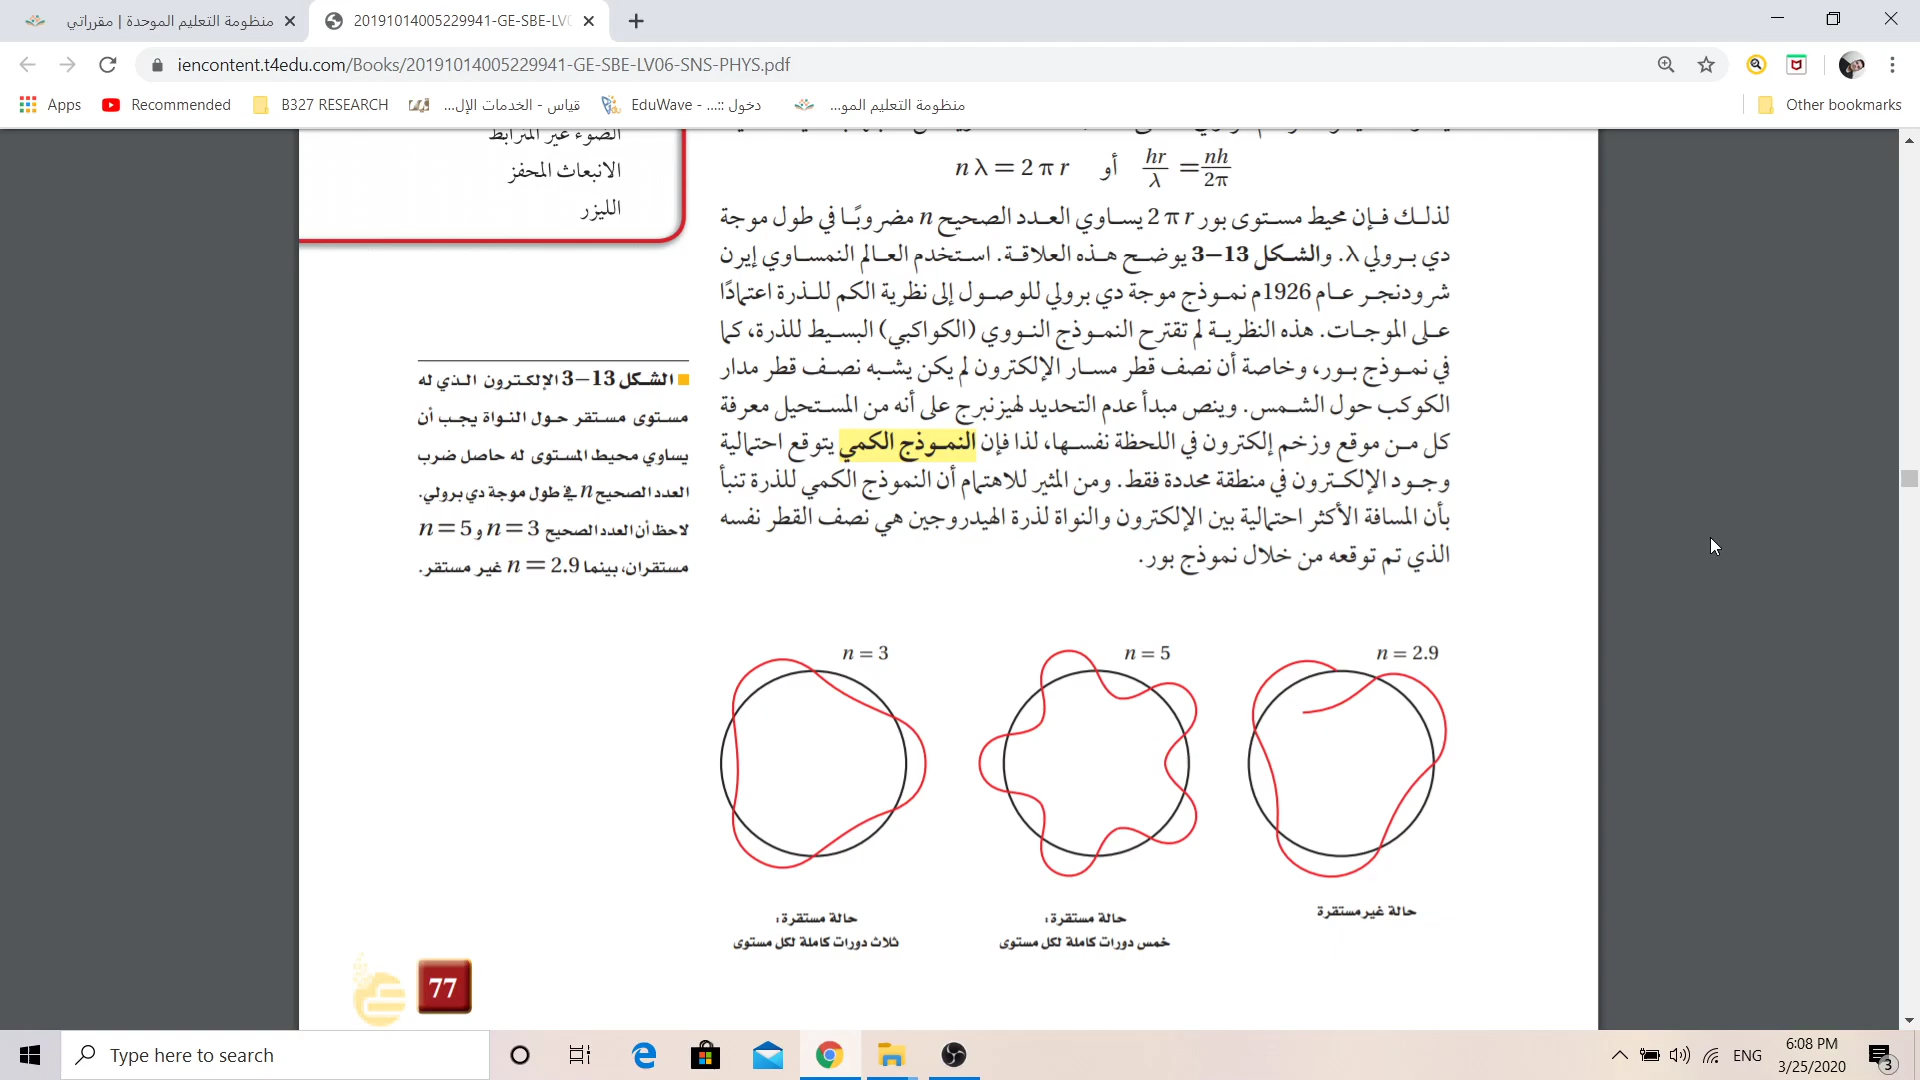 منظومة التعليم الموحدة | مقرراتي
20191014005229941-GE-SBE-LV0
iencontent.t4edu.com/Books/20191014005229941-GE-SBE-LV06-SNS-PHYS.pdf
Apps
Recommended
B327 RESEARCH
قياس - الخدمات الإل...
EduWave - ...:: دخول
منظومة التعليم المو...
Other bookmarks
الضوء غير المترابط
الانبعاث المحفز
الليزر
n λ = 2 π r أو hr/λ = nh/2π
لذلك فإن محيط مستوى بور 2 π r يساوي العدد الصحيح n مضروبًا في طول موجة
دي برولي λ. والشكل 13–3 يوضح هذه العلاقة. استخدم العالم النمساوي إيرن
شرودنجر عام 1926م نموذج موجة دي برولي للوصول إلى نظرية الكم للذرة اعتمادًا
على الموجات. هذه النظرية لم تقترح النموذج النووي (الكواكبي) البسيط للذرة، كما
في نموذج بور، وخاصة أن نصف قطر مسار الإلكترون لم يكن يشبه نصف قطر مدار
الكوكب حول الشمس. وينص مبدأ عدم التحديد لهيزنبرج على أنه من المستحيل معرفة
كل من موقع وزخم إلكترون في اللحظة نفسها، لذا فإن النموذج الكمي يتوقع احتمالية
وجود الإلكترون في منطقة محددة فقط. ومن المثير للاهتمام أن النموذج الكمي للذرة تنبأ
بأن المسافة الأكثر احتمالية بين الإلكترون والنواة لذرة الهيدروجين هي نصف القطر نفسه
الذي تم توقعه من خلال نموذج بور.
الشكل 13–3 الإلكترون الذي له
مستوى مستقر حول النواة يجب أن
يساوي محيط المستوى له حاصل ضرب
العدد الصحيح n في طول موجة دي برولي.
لاحظ أن العدد الصحيح n = 3 و n = 5
مستقران، بينما n = 2.9 غير مستقر.
n = 2.9
n = 5
n = 3
حالة غير مستقرة
حالة مستقرة:
خمس دورات كاملة لكل مستوى
حالة مستقرة:
ثلاث دورات كاملة لكل مستوى
77
Type here to search
ENG
6:08 PM
3/25/2020
3